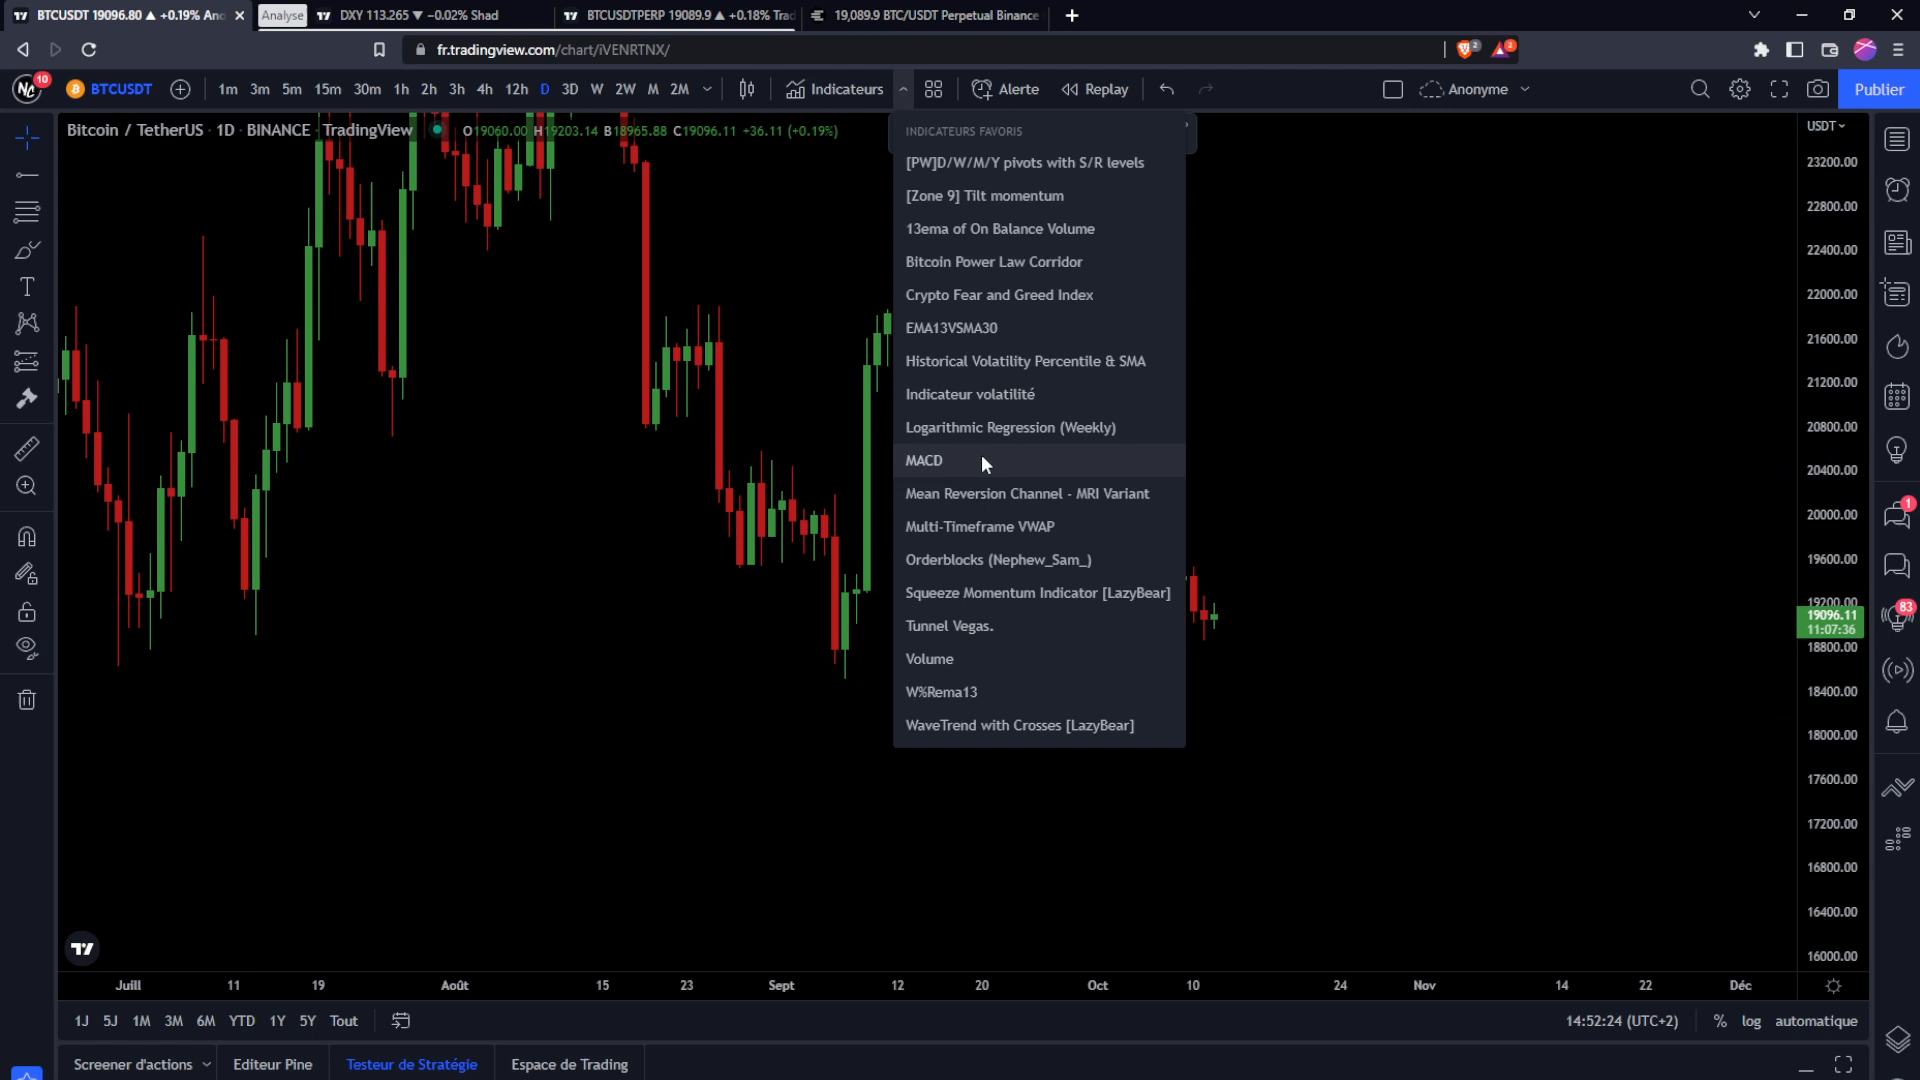 BTCUSDT 19096.80 ▲ +0.19% Ano
Analyse
DXY 113.265 ▼ −0.02% Shad
BTCUSDTPERP 19089.9 ▲ +0.18% Trad
19,089.9 BTC/USDT Perpetual Binance
fr.tradingview.com/chart/iVENRTNX/
2
2
NC
10
BTCUSDT
1m 3m 5m 15m 30m 1h 2h 3h 4h 12h D 3D W 2W M 2M
Indicateurs
Alerte
Replay
Anonyme
Publier
Bitcoin / TetherUS · 1D · BINANCE · TradingView
O19060.00 H19203.14 B18965.88 C19096.11 +36.11 (+0.19%)
INDICATEURS FAVORIS
[PW]D/W/M/Y pivots with S/R levels
[Zone 9] Tilt momentum
13ema of On Balance Volume
Bitcoin Power Law Corridor
Crypto Fear and Greed Index
EMA13VSMA30
Historical Volatility Percentile & SMA
Indicateur volatilité
Logarithmic Regression (Weekly)
MACD
Mean Reversion Channel - MRI Variant
Multi-Timeframe VWAP
Orderblocks (Nephew_Sam_)
Squeeze Momentum Indicator [LazyBear]
Tunnel Vegas.
Volume
W%Rema13
WaveTrend with Crosses [LazyBear]
USDT
23200.00
22800.00
22400.00
22000.00
21600.00
21200.00
20800.00
20400.00
20000.00
19600.00
19200.00
19096.11
11:07:36
18800.00
18400.00
18000.00
17600.00
17200.00
16800.00
16400.00
16000.00
1
83
Juill 11 19 Août 15 23 Sept 12 20 Oct 10 24 Nov 14 22 Déc
1J 5J 1M 3M 6M YTD 1Y 5Y Tout
14:52:24 (UTC+2)
% log automatique
Screener d'actions
Editeur Pine
Testeur de Stratégie
Espace de Trading